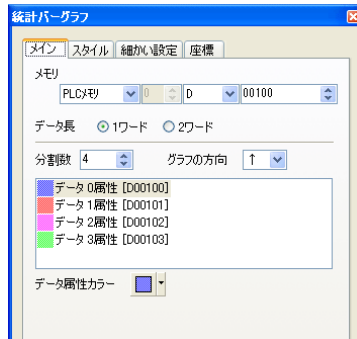 統計バーグラフ
メイン スタイル 細かい設定 座標
メモリ
PLCメモリ 0 D 00100
データ長 1ワード 2ワード
分割数 4 グラフの方向 ↑
データ 0属性 [D00100]
データ 1属性 [D00101]
データ 2属性 [D00102]
データ 3属性 [D00103]
データ属性カラー